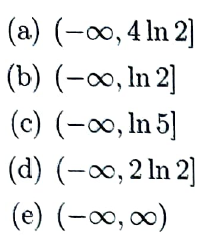 (a) (−∞, 4 ln 2]
(b) (−∞, ln 2]
(c) (−∞, ln 5]
(d) (−∞, 2 ln 2]
(e) (−∞, ∞)